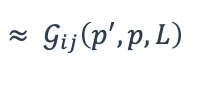 ≈ 𝒢ᵢⱼ(p′, p, L)